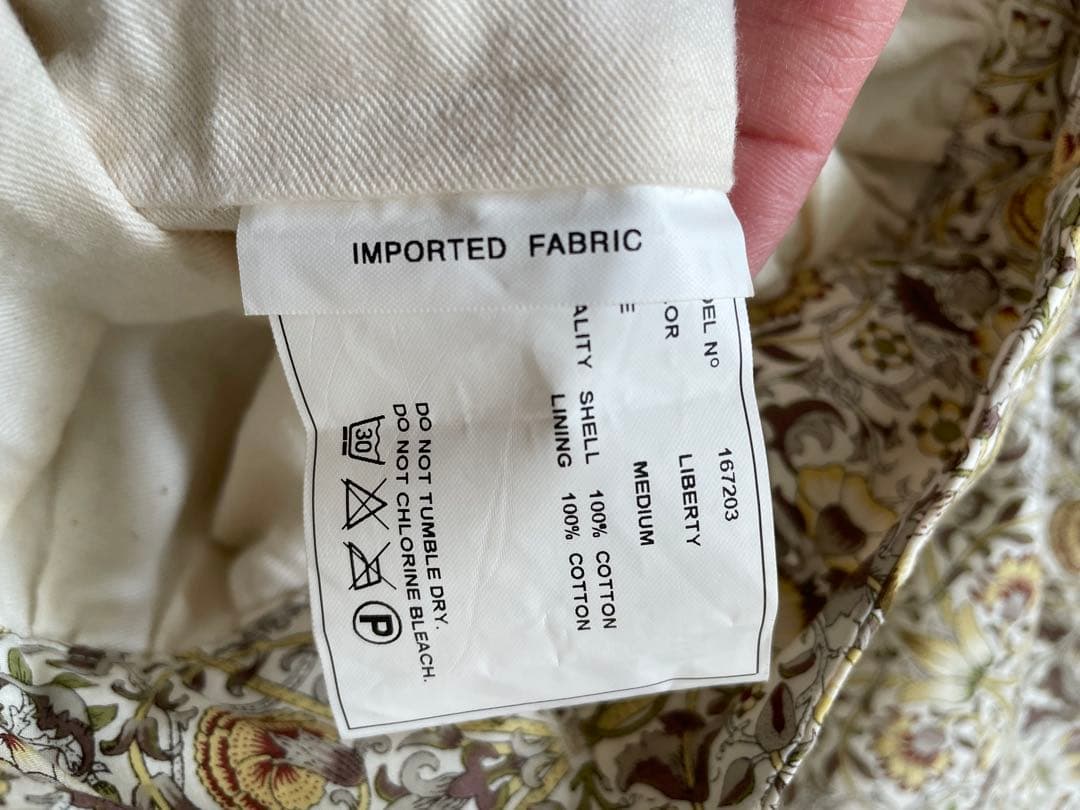 IMPORTED FABRIC
DEL Nº 167203
OR LIBERTY
E MEDIUM
ALITY SHELL 100% COTTON
LINING 100% COTTON
DO NOT TUMBLE DRY.
DO NOT CHLORINE BLEACH.
30
P